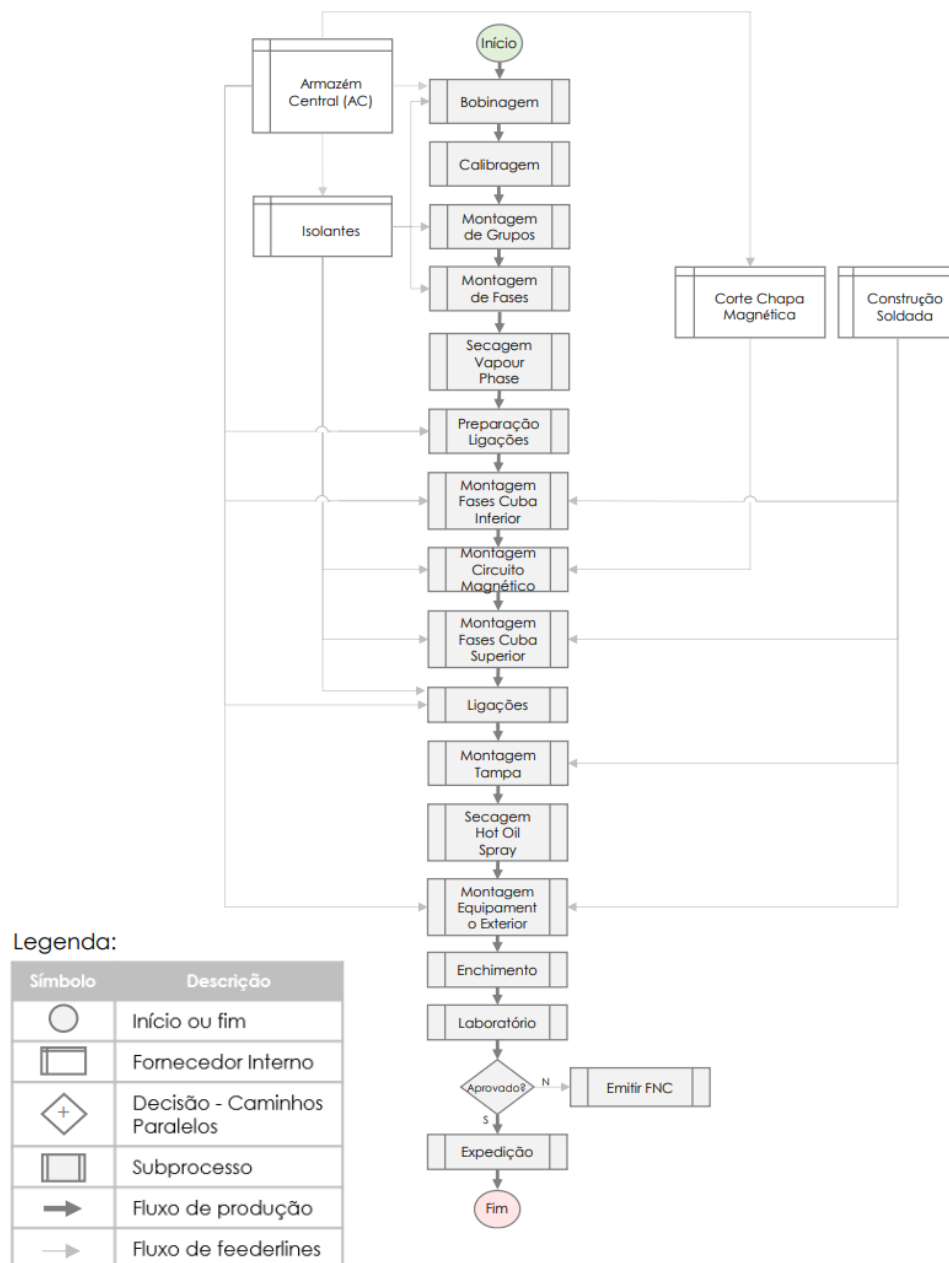 Início
Armazém
Central (AC)
Bobinagem
Calibragem
Isolantes
Montagem
de Grupos
Montagem
de Fases
Corte Chapa
Magnética
Construção
Soldada
Secagem
Vapour
Phase
Preparação
Ligações
Montagem
Fases Cuba
Inferior
Montagem
Circuito
Magnético
Montagem
Fases Cuba
Superior
Ligações
Montagem
Tampa
Secagem
Hot Oil
Spray
Montagem
Equipament
o Exterior
Enchimento
Laboratório
Aprovado?
N
Emitir FNC
S
Expedição
Fim
Legenda:
Símbolo Descrição
Início ou fim
Fornecedor Interno
+ Decisão - Caminhos
Paralelos
Subprocesso
Fluxo de produção
Fluxo de feederlines